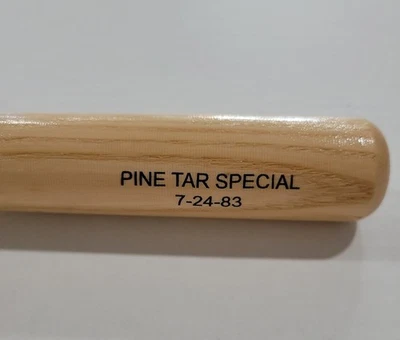 PINE TAR SPECIAL
7-24-83